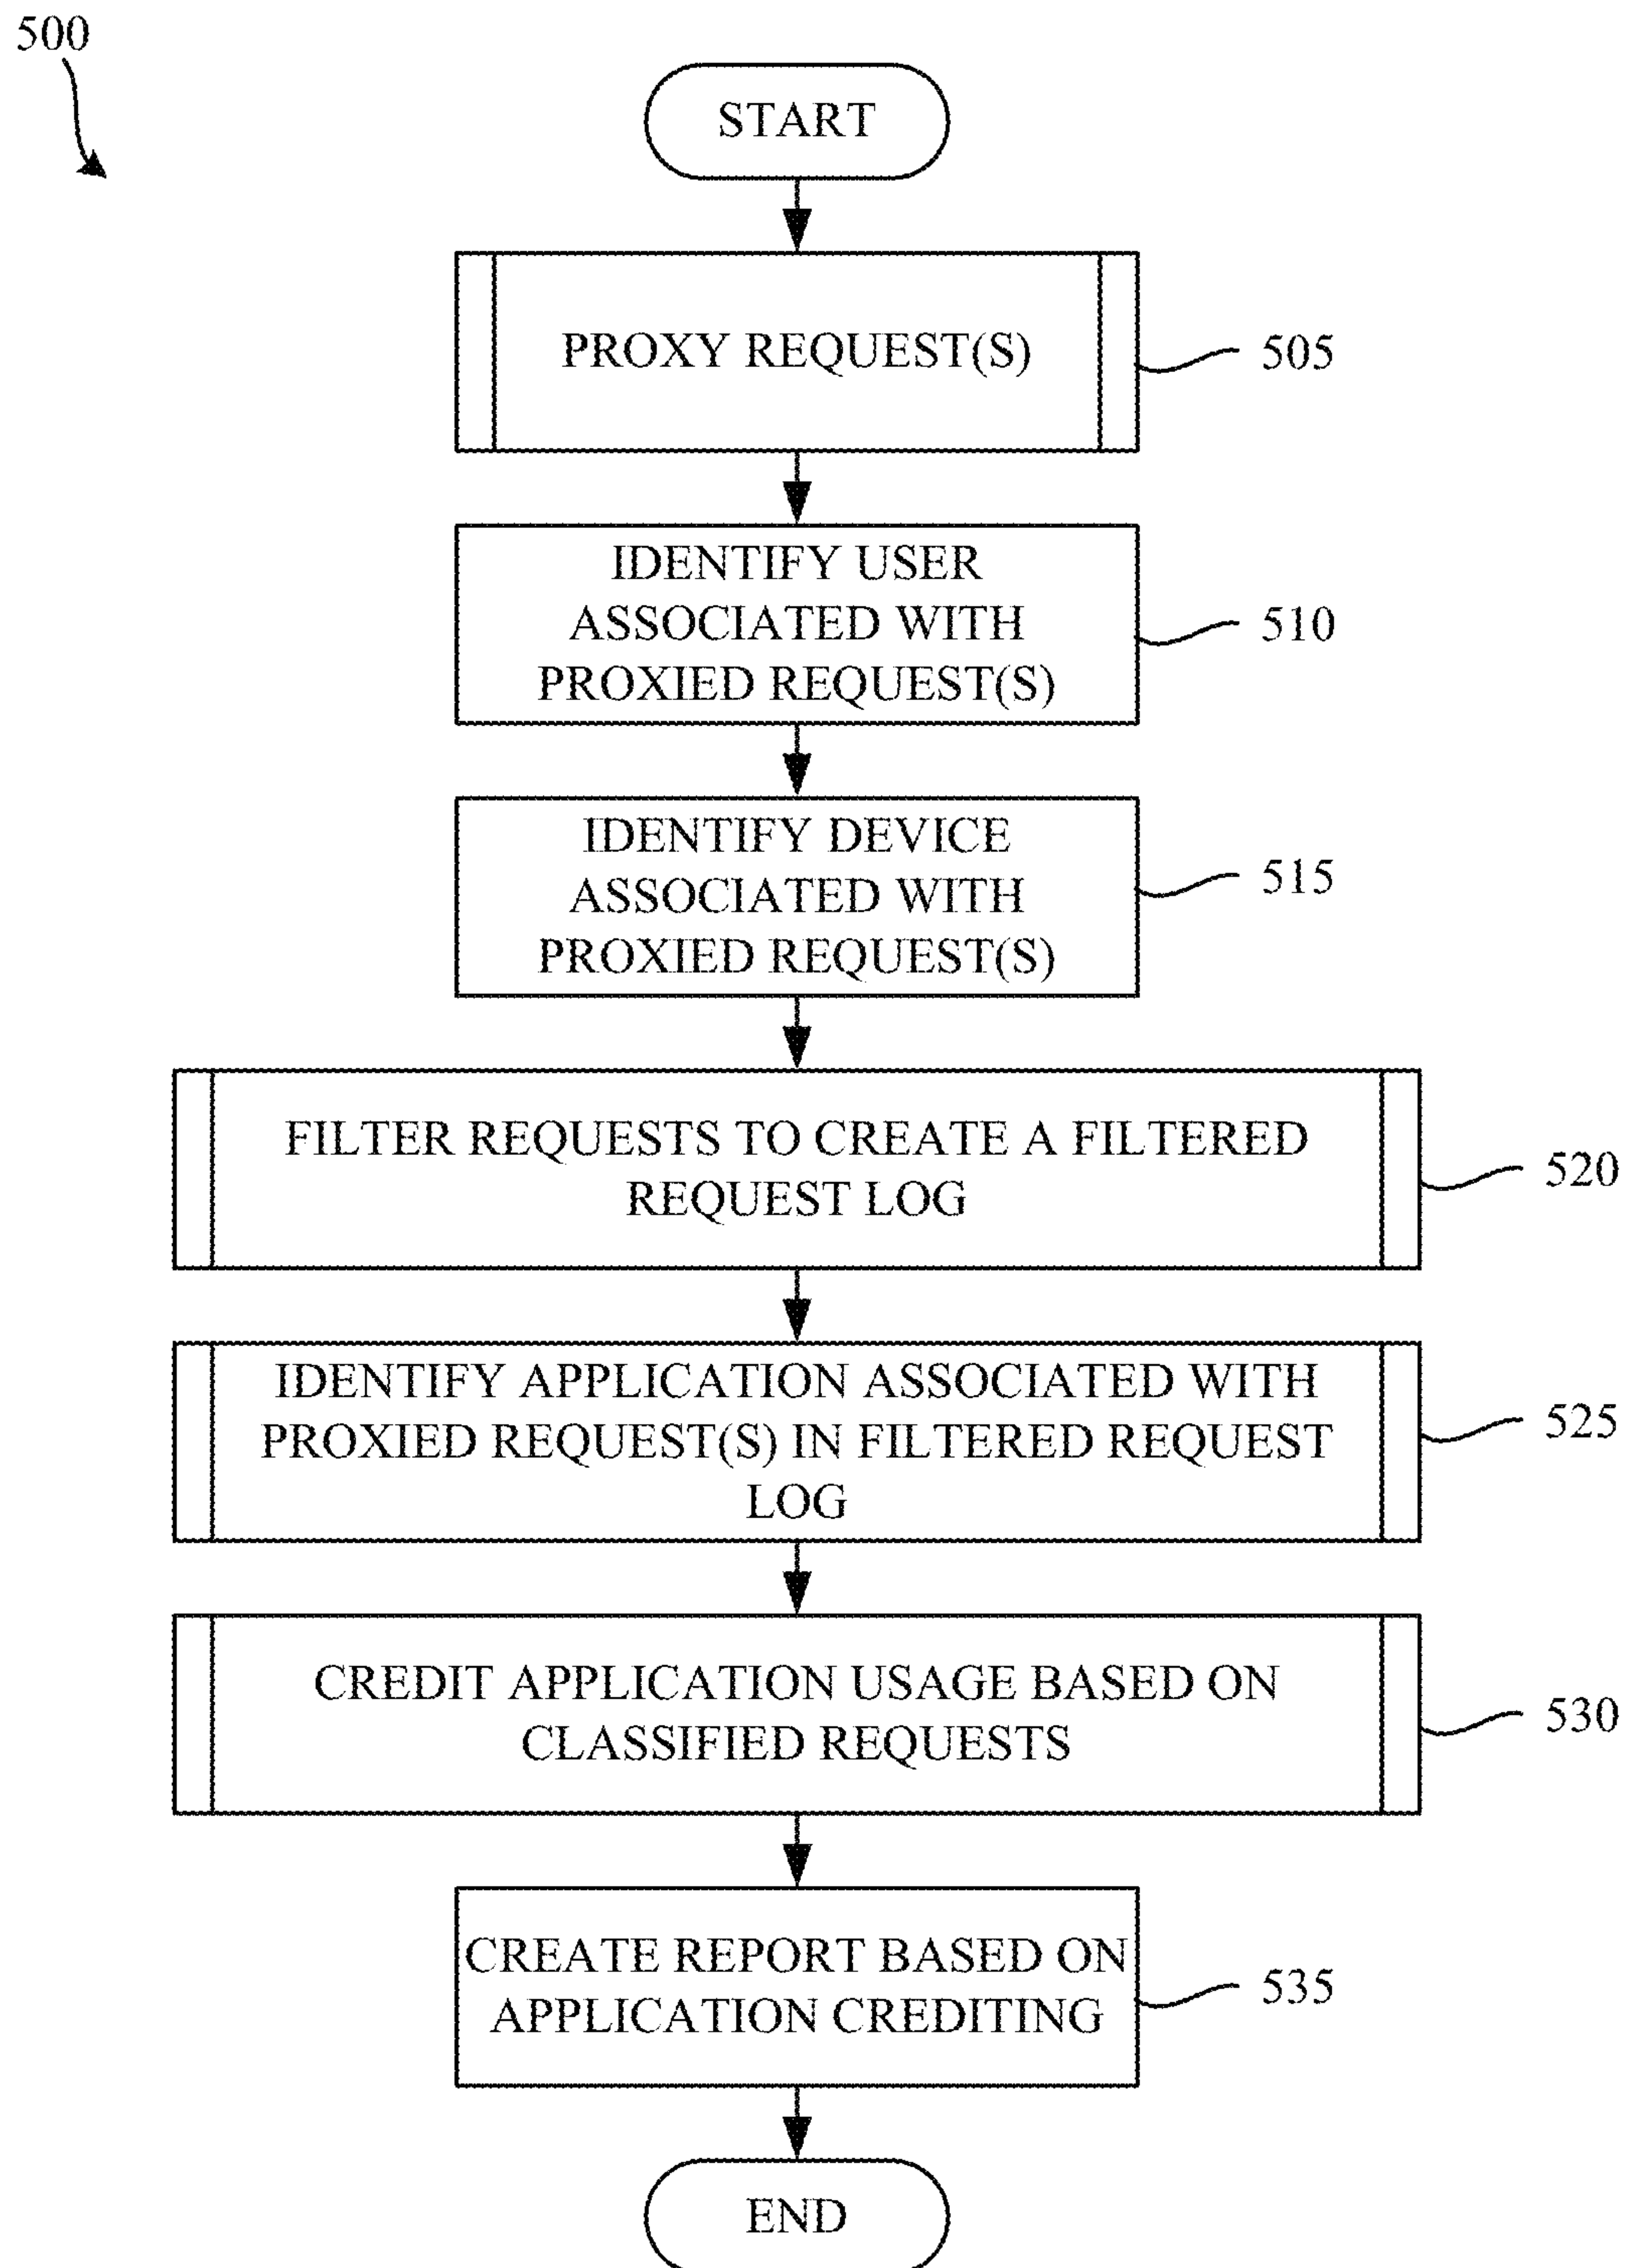 500
START
PROXY REQUEST(S)
505
IDENTIFY USER
ASSOCIATED WITH
PROXIED REQUEST(S)
510
IDENTIFY DEVICE
ASSOCIATED WITH
PROXIED REQUEST(S)
515
FILTER REQUESTS TO CREATE A FILTERED
REQUEST LOG
520
IDENTIFY APPLICATION ASSOCIATED WITH
PROXIED REQUEST(S) IN FILTERED REQUEST
LOG
525
CREDIT APPLICATION USAGE BASED ON
CLASSIFIED REQUESTS
530
CREATE REPORT BASED ON
APPLICATION CREDITING
535
END